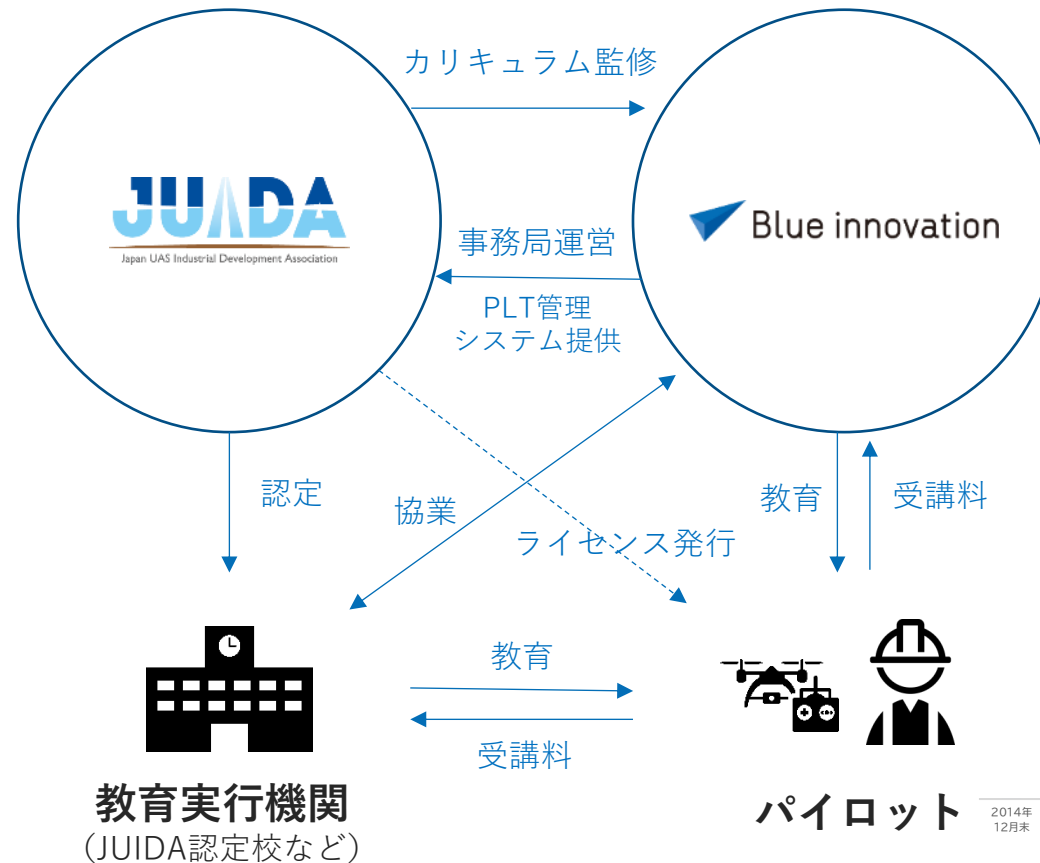 カリキュラム監修
JUIDA
Japan UAS Industrial Development Association
Blue innovation
事務局運営
PLT管理
システム提供
認定
協業
ライセンス発行
教育
受講料
教育
受講料
教育実行機関
（JUIDA認定校など）
パイロット
2014年
12月末